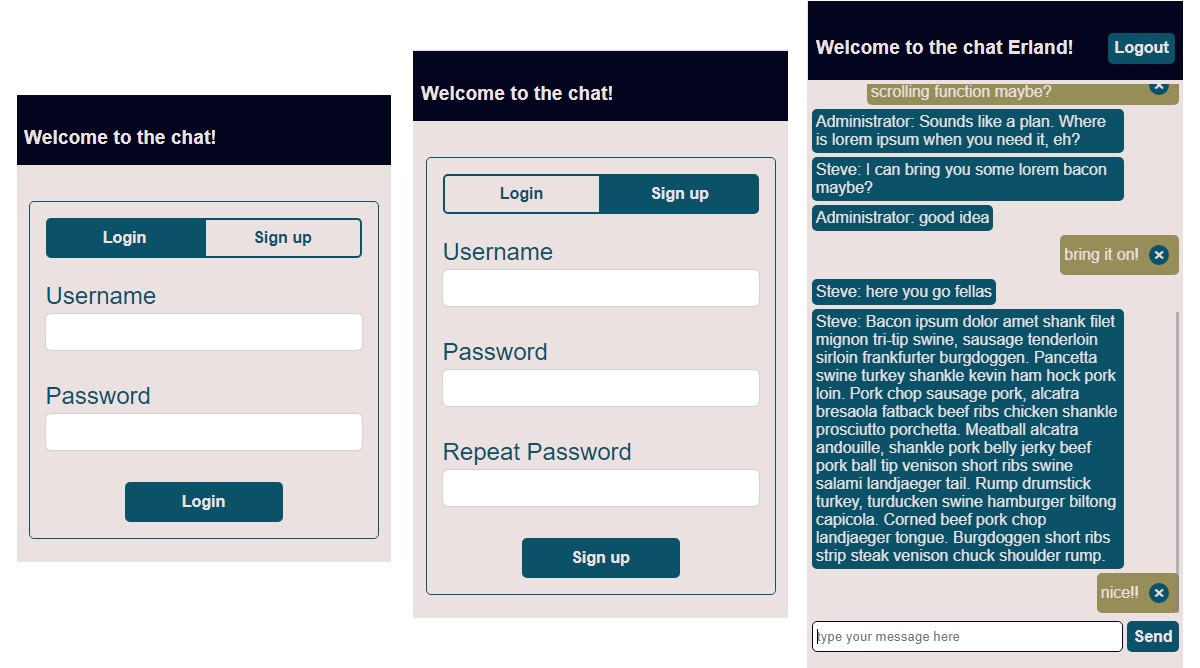 Welcome to the chat!
Login
Sign up
Username
Password
Login
Welcome to the chat!
Login
Sign up
Username
Password
Repeat Password
Sign up
Welcome to the chat Erland!
Logout
scrolling function maybe?
Administrator: Sounds like a plan. Where
is lorem ipsum when you need it, eh?
Steve: I can bring you some lorem bacon
maybe?
Administrator: good idea
bring it on!
Steve: here you go fellas
Steve: Bacon ipsum dolor amet shank filet
mignon tri-tip swine, sausage tenderloin
sirloin frankfurter burgdoggen. Pancetta
swine turkey shankle kevin ham hock pork
loin. Pork chop sausage pork, alcatra
bresaola fatback beef ribs chicken shankle
prosciutto porchetta. Meatball alcatra
andouille, shankle pork belly jerky beef
pork ball tip venison short ribs swine
salami landjaeger tail. Rump drumstick
turkey, turducken swine hamburger biltong
capicola. Corned beef pork chop
landjaeger tongue. Burgdoggen short ribs
strip steak venison chuck shoulder rump.
nice!!
type your message here
Send